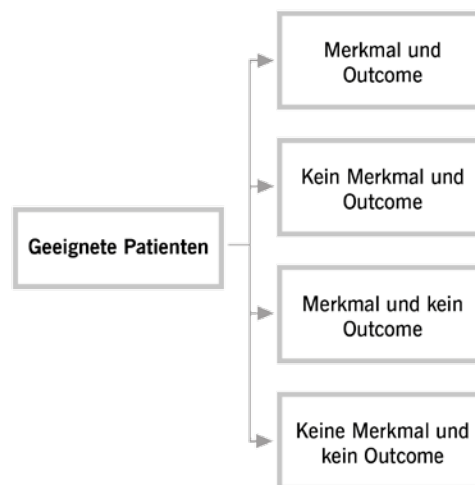 Merkmal und
Outcome
Kein Merkmal und
Outcome
Geeignete Patienten
Merkmal und kein
Outcome
Keine Merkmal und
kein Outcome